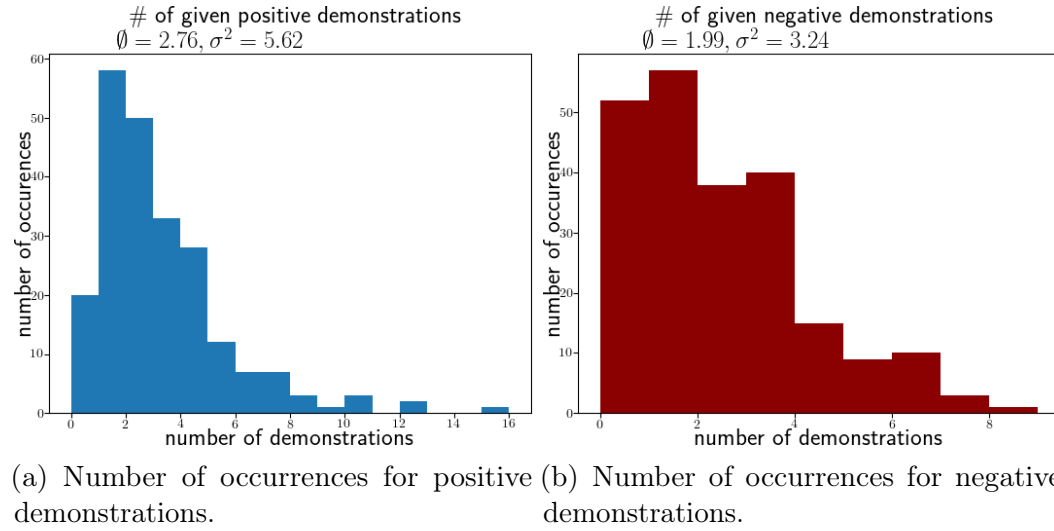 # of given positive demonstrations
∅ = 2.76, σ² = 5.62
number of occurences
60
50
40
30
20
10
0
0 2 4 6 8 10 12 14 16
number of demonstrations
(a) Number of occurrences for positive
demonstrations.
# of given negative demonstrations
∅ = 1.99, σ² = 3.24
number of occurences
50
40
30
20
10
0
0 2 4 6 8
number of demonstrations
(b) Number of occurrences for negative
demonstrations.